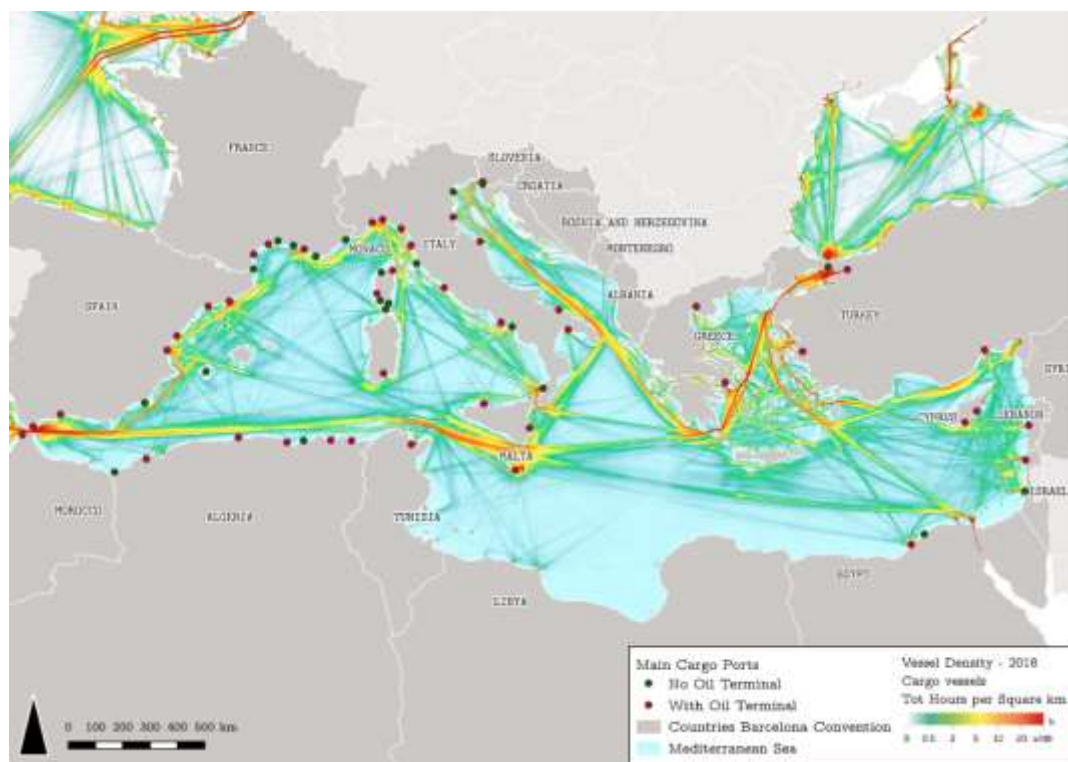 FRANCE
SLOVENIA
CROATIA
BOSNIA AND HERZEGOVINA
MONACO
ITALY
MONTENEGRO
ALBANIA
SPAIN
GREECE
TURKEY
SYRI
CYPRUS
LEBANON
MALTA
ISRAEL
MOROCCO
ALGERIA
TUNISIA
EGYPT
LIBYA
Main Cargo Ports
No Oil Terminal
With Oil Terminal
Countries Barcelona Convention
Mediterranean Sea
Vessel Density - 2018
Cargo vessels
Tot Hours per Square km
0 100 200 300 400 500 km